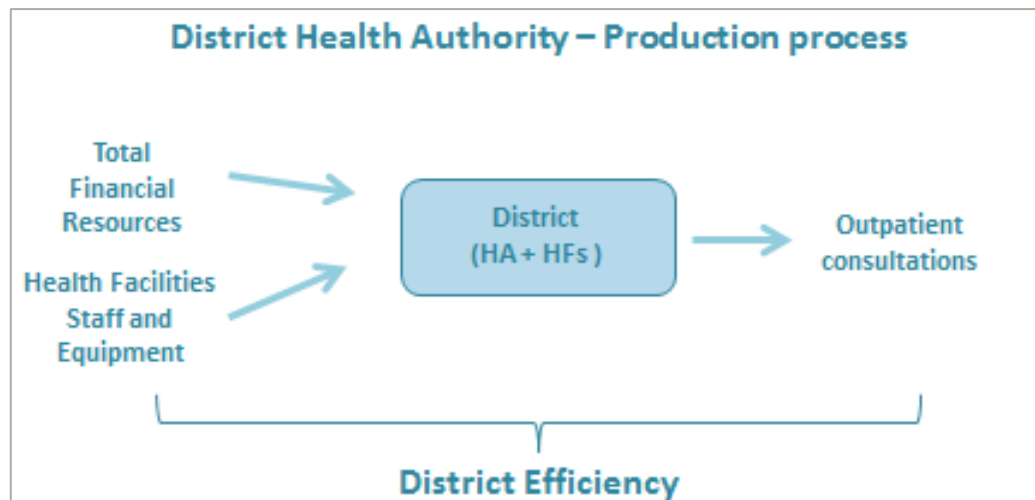 District Health Authority – Production process
Total
Financial
Resources
Health Facilities
Staff and
Equipment
District
(HA + HFs )
Outpatient
consultations
District Efficiency